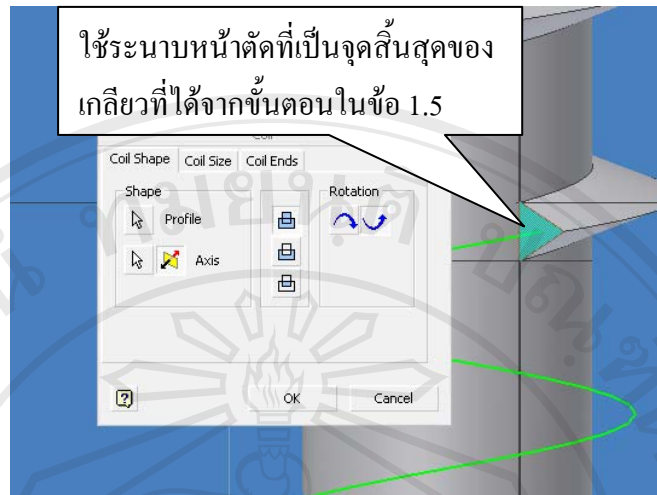 ใช้ระนาบหน้าตัดที่เป็นจุดสิ้นสุดของ
เกลียวที่ได้จากขั้นตอนในข้อ 1.5
Coil Shape Coil Size Coil Ends
Shape Rotation
Profile
Axis
OK Cancel